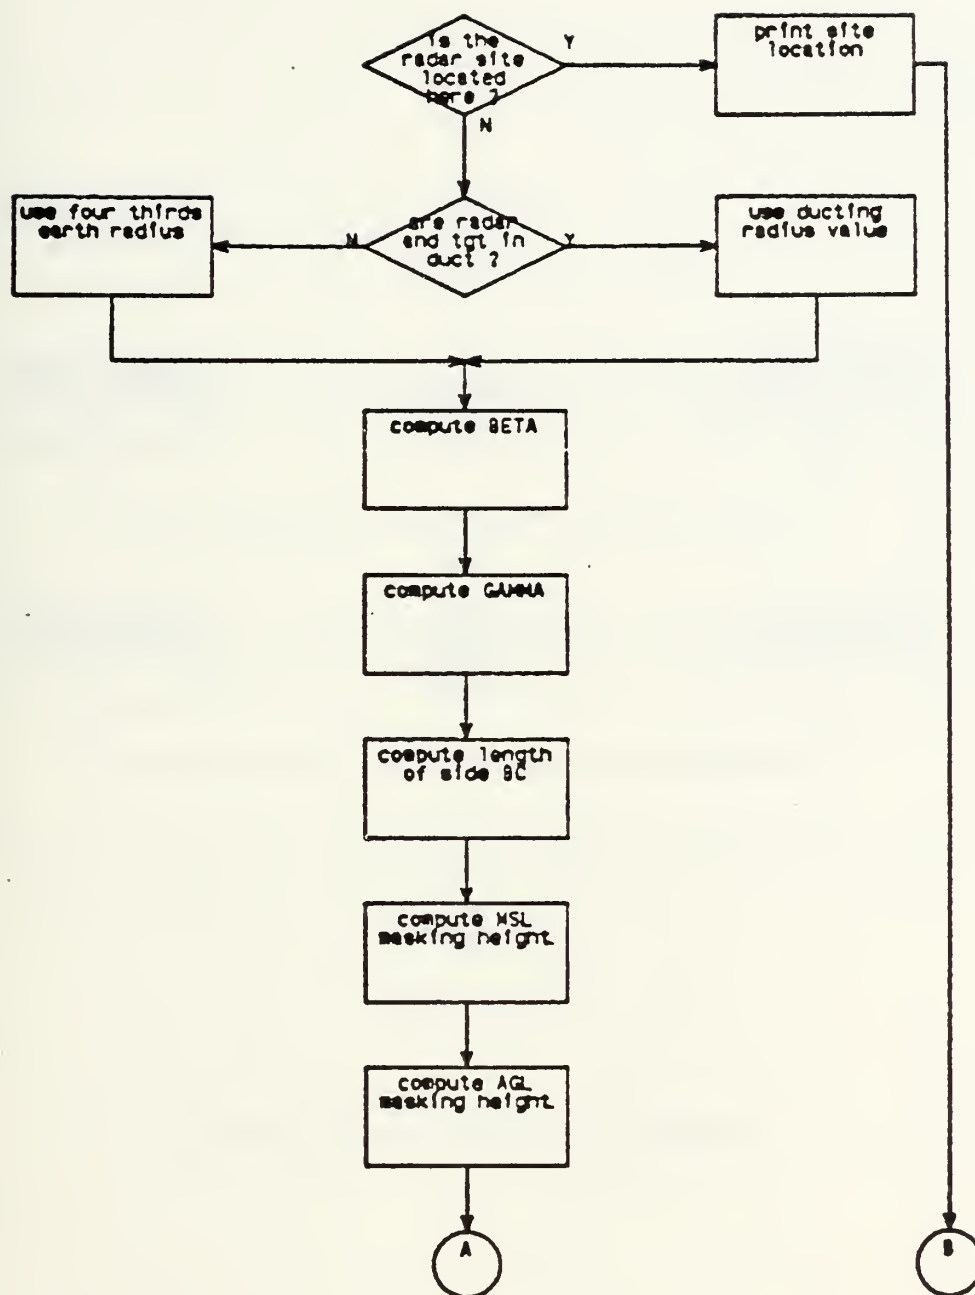 is the
radar site
located
here ?
Y
print site
location
N
use four thirds
earth radius
N
are radar
and tgt in
duct ?
Y
use ducting
radius value
compute BETA
compute GAMMA
compute length
of side BC
compute MSL
masking height
compute AGL
masking height
A
B